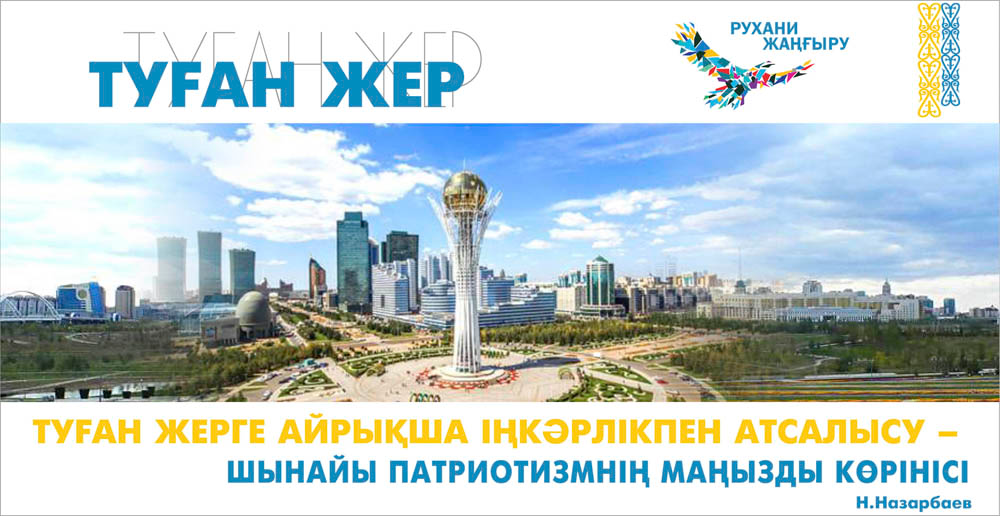 ТУҒАН ЖЕР
ТУҒАН ЖЕР
РУХАНИ
ЖАҢҒЫРУ
ТУҒАН ЖЕРГЕ АЙРЫҚША ІҢКӘРЛІКПЕН АТСАЛЫСУ –
ШЫНАЙЫ ПАТРИОТИЗМНІҢ МАҢЫЗДЫ КӨРІНІСІ
Н.Назарбаев